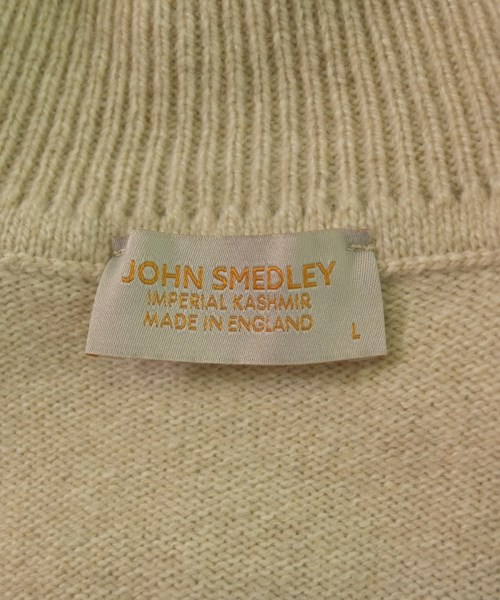 JOHN SMEDLEY
IMPERIAL KASHMIR
MADE IN ENGLAND
L